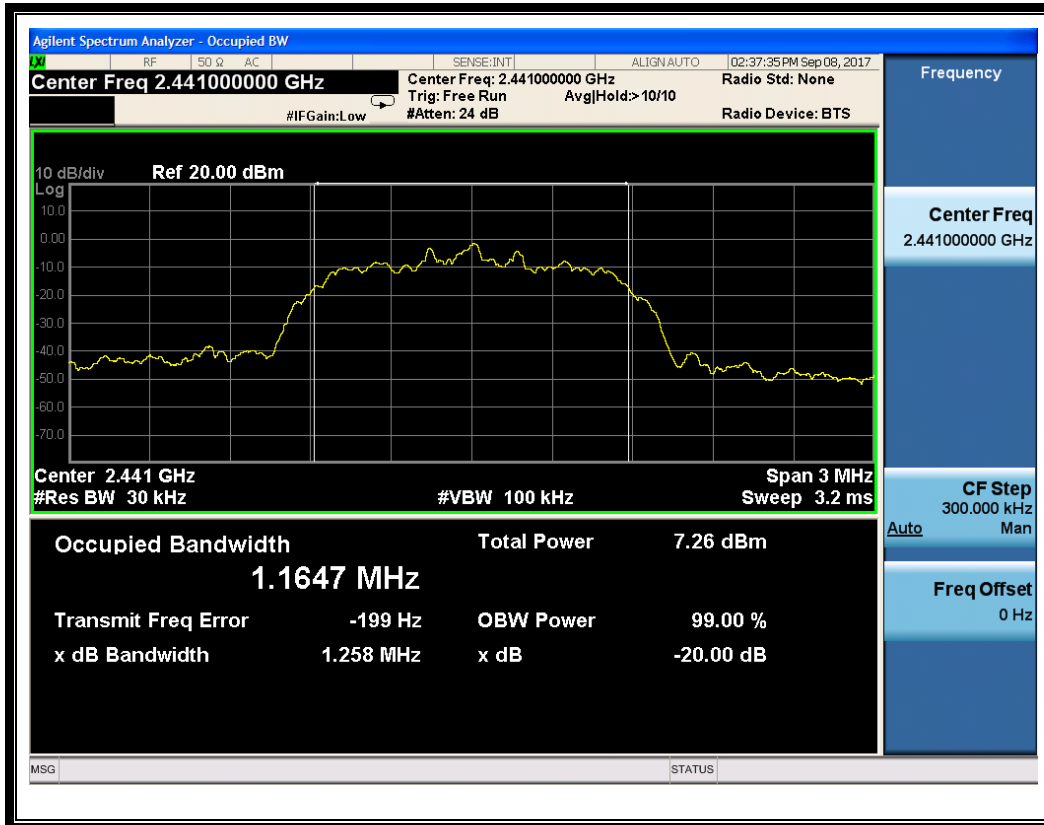 Agilent Spectrum Analyzer - Occupied BW
LXI RF 50 Ω AC SENSE:INT ALIGN AUTO 02:37:35 PM Sep 08, 2017
Center Freq 2.441000000 GHz
Center Freq: 2.441000000 GHz Radio Std: None
Trig: Free Run Avg|Hold:> 10/10
#IFGain:Low #Atten: 24 dB Radio Device: BTS
10 dB/div Ref 20.00 dBm
Log
10.0
0.00
-10.0
-20.0
-30.0
-40.0
-50.0
-60.0
-70.0
Center 2.441 GHz Span 3 MHz
#Res BW 30 kHz #VBW 100 kHz Sweep 3.2 ms
Occupied Bandwidth Total Power 7.26 dBm
1.1647 MHz
Transmit Freq Error -199 Hz OBW Power 99.00 %
x dB Bandwidth 1.258 MHz x dB -20.00 dB
MSG STATUS
Frequency
Center Freq
2.441000000 GHz
CF Step
300.000 kHz
Auto Man
Freq Offset
0 Hz